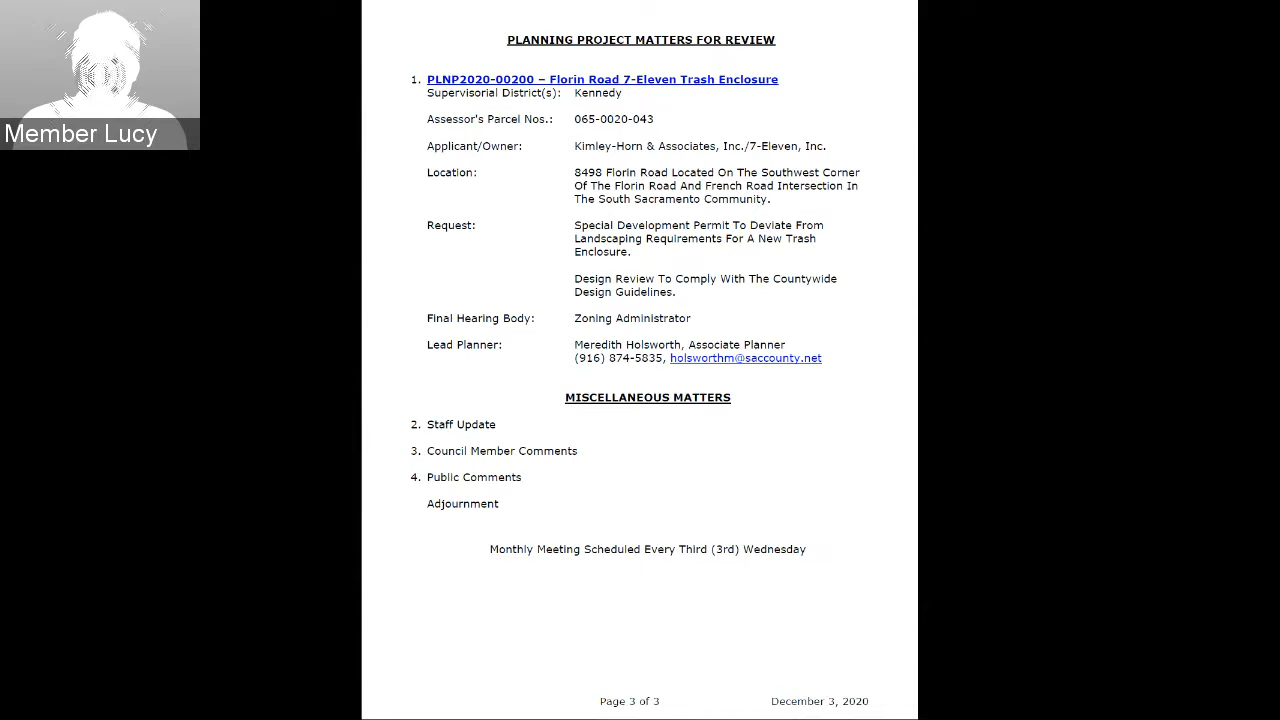 Member Lucy
PLANNING PROJECT MATTERS FOR REVIEW
1. PLNP2020-00200 – Florin Road 7-Eleven Trash Enclosure
Supervisorial District(s): Kennedy
Assessor's Parcel Nos.: 065-0020-043
Applicant/Owner: Kimley-Horn & Associates, Inc./7-Eleven, Inc.
Location: 8498 Florin Road Located On The Southwest Corner
Of The Florin Road And French Road Intersection In
The South Sacramento Community.
Request: Special Development Permit To Deviate From
Landscaping Requirements For A New Trash
Enclosure.
Design Review To Comply With The Countywide
Design Guidelines.
Final Hearing Body: Zoning Administrator
Lead Planner: Meredith Holsworth, Associate Planner
(916) 874-5835, holsworthm@saccounty.net
MISCELLANEOUS MATTERS
2. Staff Update
3. Council Member Comments
4. Public Comments
Adjournment
Monthly Meeting Scheduled Every Third (3rd) Wednesday
Page 3 of 3 December 3, 2020